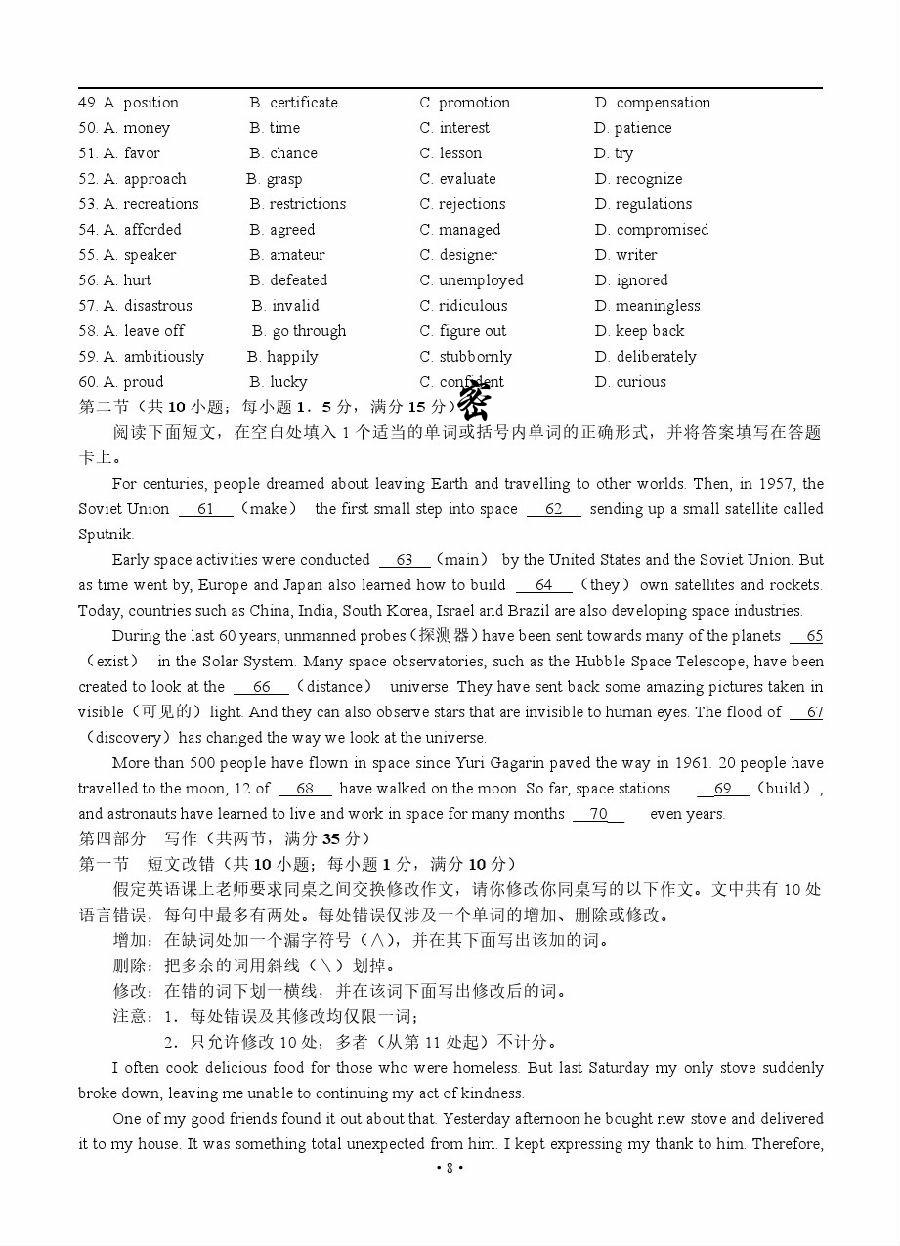 49. A. position B. certificate C. promotion D. compensation
50. A. money B. time C. interest D. patience
51. A. favor B. chance C. lesson D. try
52. A. approach B. grasp C. evaluate D. recognize
53. A. recreations B. restrictions C. rejections D. regulations
54. A. afforded B. agreed C. managed D. compromised
55. A. speaker B. amateur C. designer D. writer
56. A. hurt B. defeated C. unemployed D. ignored
57. A. disastrous B. invalid C. ridiculous D. meaningless
58. A. leave off B. go through C. figure out D. keep back
59. A. ambitiously B. happily C. stubbornly D. deliberately
60. A. proud B. lucky C. confident D. curious
密
第二节（共 10 小题；每小题 1．5 分，满分 15 分）
阅读下面短文，在空白处填入 1 个适当的单词或括号内单词的正确形式，并将答案填写在答题
卡上。
For centuries, people dreamed about leaving Earth and travelling to other worlds. Then, in 1957, the
Soviet Union 61 （make） the first small step into space 62 sending up a small satellite called
Sputnik.
Early space activities were conducted 63 （main） by the United States and the Soviet Union. But
as time went by, Europe and Japan also learned how to build 64 （they）own satellites and rockets.
Today, countries such as China, India, South Korea, Israel and Brazil are also developing space industries.
During the last 60 years, unmanned probes（探测器）have been sent towards many of the planets 65
（exist） in the Solar System. Many space observatories, such as the Hubble Space Telescope, have been
created to look at the 66 （distance） universe. They have sent back some amazing pictures taken in
visible（可见的）light. And they can also observe stars that are invisible to human eyes. The flood of 67
（discovery）has changed the way we look at the universe.
More than 500 people have flown in space since Yuri Gagarin paved the way in 1961. 20 people have
travelled to the moon, 12 of 68 have walked on the moon. So far, space stations 69 （build）,
and astronauts have learned to live and work in space for many months 70 even years.
第四部分 写作（共两节，满分 35 分）
第一节 短文改错（共 10 小题；每小题 1 分，满分 10 分）
假定英语课上老师要求同桌之间交换修改作文，请你修改你同桌写的以下作文。文中共有 10 处
语言错误，每句中最多有两处。每处错误仅涉及一个单词的增加、删除或修改。
增加：在缺词处加一个漏字符号（∧），并在其下面写出该加的词。
删除：把多余的词用斜线（\）划掉。
修改：在错的词下划一横线，并在该词下面写出修改后的词。
注意：1．每处错误及其修改均仅限一词；
2．只允许修改 10 处，多者（从第 11 处起）不计分。
I often cook delicious food for those who were homeless. But last Saturday my only stove suddenly
broke down, leaving me unable to continuing my act of kindness.
One of my good friends found it out about that. Yesterday afternoon he bought new stove and delivered
it to my house. It was something total unexpected from him. I kept expressing my thank to him. Therefore,
• 8 •